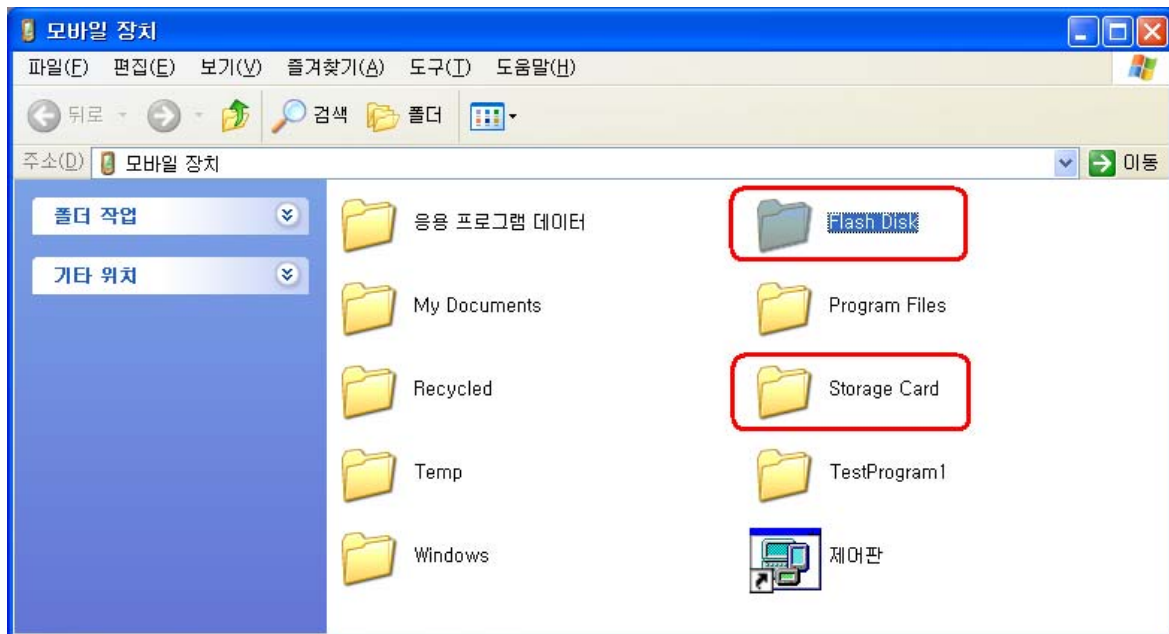 모바일 장치
파일(F) 편집(E) 보기(V) 즐겨찾기(A) 도구(T) 도움말(H)
뒤로 검색 폴더
주소(D) 모바일 장치 이동
폴더 작업
기타 위치
응용 프로그램 데이터 Flash Disk
My Documents Program Files
Recycled Storage Card
Temp TestProgram1
Windows 제어판